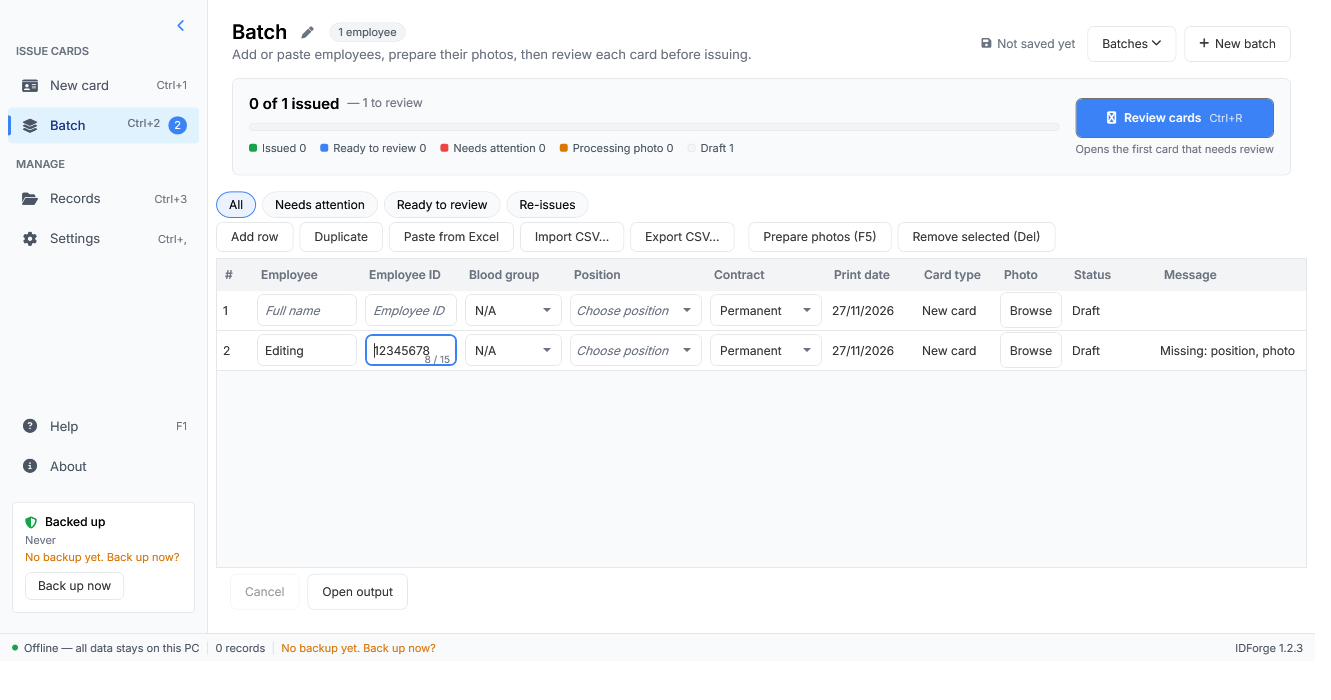 ISSUE CARDS
New card Ctrl+1
Batch Ctrl+2 2
MANAGE
Records Ctrl+3
Settings Ctrl+,
Help F1
About
Backed up
Never
No backup yet. Back up now?
Back up now
Batch 1 employee
Add or paste employees, prepare their photos, then review each card before issuing.
Not saved yet Batches + New batch
0 of 1 issued — 1 to review
Review cards Ctrl+R
Issued 0 Ready to review 0 Needs attention 0 Processing photo 0 Draft 1
Opens the first card that needs review
All Needs attention Ready to review Re-issues
Add row Duplicate Paste from Excel Import CSV... Export CSV... Prepare photos (F5) Remove selected (Del)
# Employee Employee ID Blood group Position Contract Print date Card type Photo Status Message
1 Full name Employee ID N/A Choose position Permanent 27/11/2026 New card Browse Draft
2 Editing 12345678 8 / 15 N/A Choose position Permanent 27/11/2026 New card Browse Draft Missing: position, photo
Cancel Open output
Offline — all data stays on this PC 0 records No backup yet. Back up now? IDForge 1.2.3